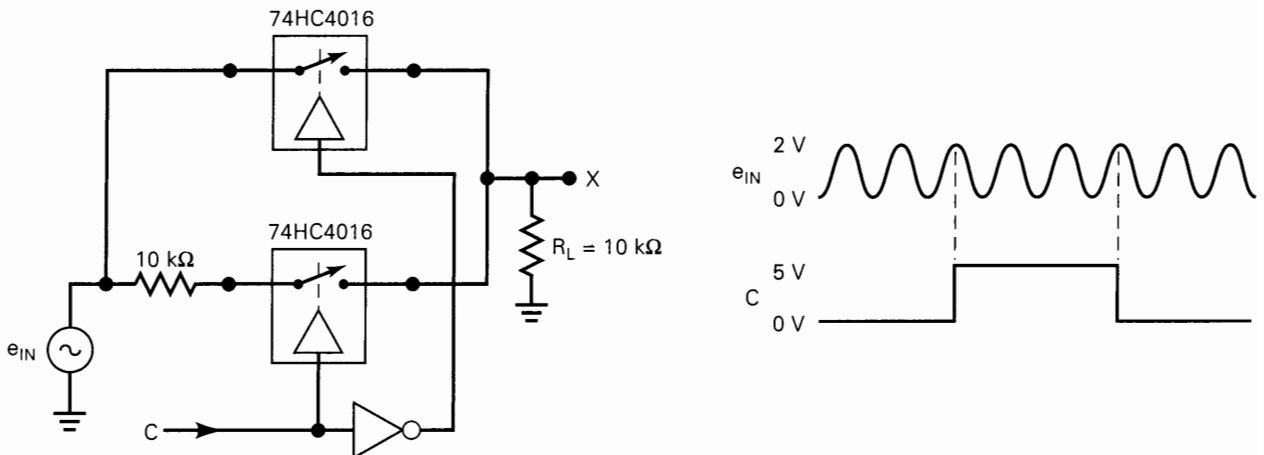 74HC4016
X
74HC4016
10 kΩ
R_L = 10 kΩ
e_IN
C
2 V
e_IN
0 V
5 V
C
0 V